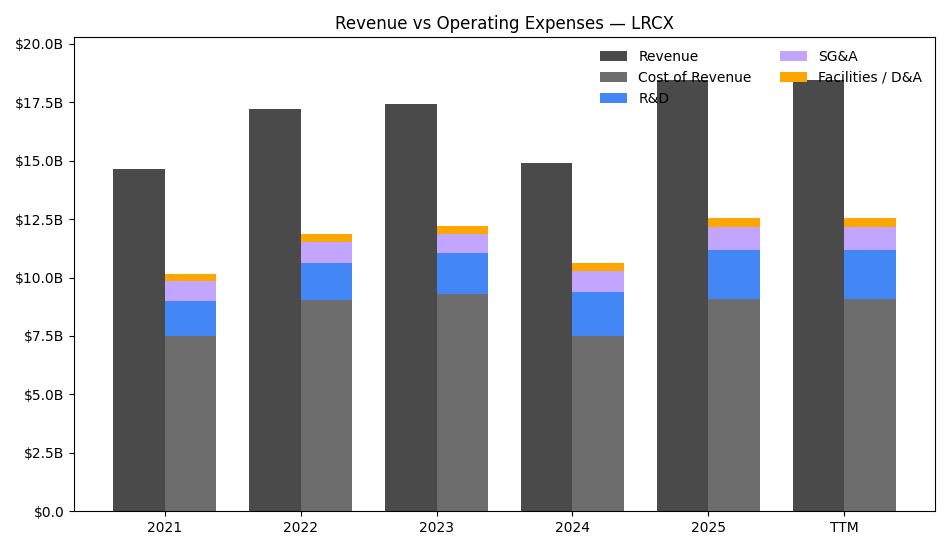 Revenue vs Operating Expenses — LRCX
$20.0B
$17.5B
$15.0B
$12.5B
$10.0B
$7.5B
$5.0B
$2.5B
$0.0
Revenue
Cost of Revenue
R&D
SG&A
Facilities / D&A
2021
2022
2023
2024
2025
TTM